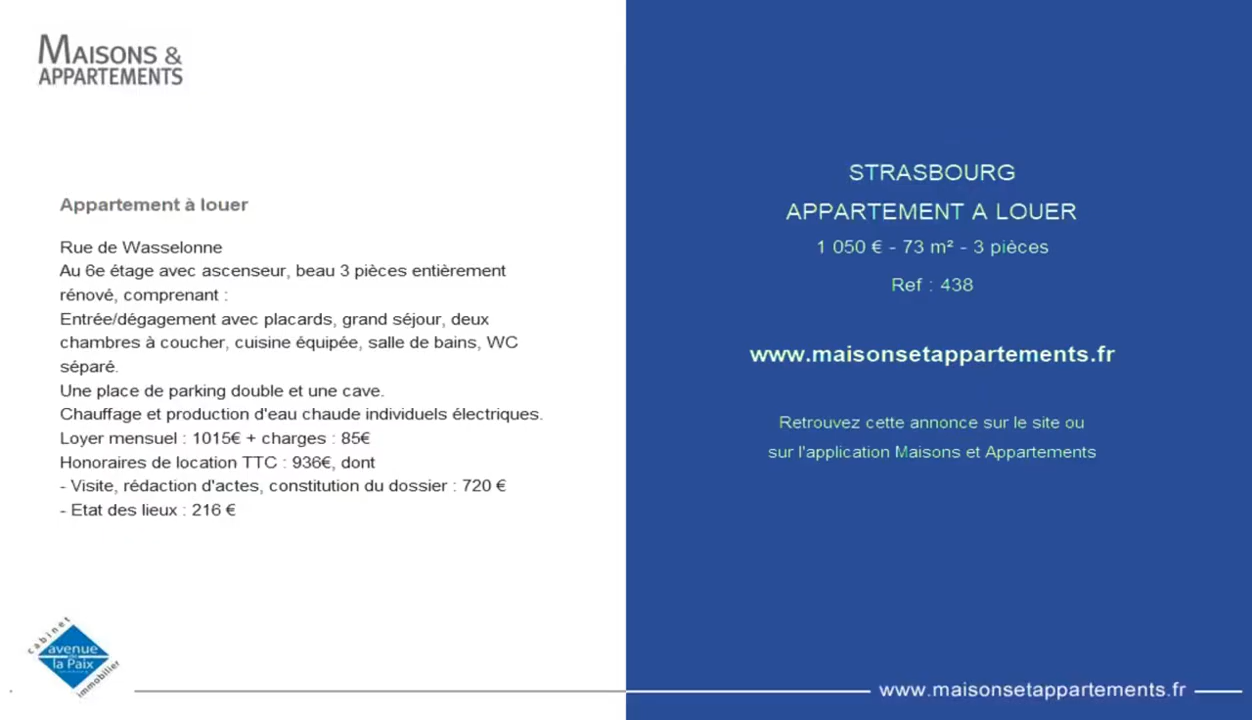 MAISONS &
APPARTEMENTS
Appartement à louer
Rue de Wasselonne
Au 6e étage avec ascenseur, beau 3 pièces entièrement
rénové, comprenant :
Entrée/dégagement avec placards, grand séjour, deux
chambres à coucher, cuisine équipée, salle de bains, WC
séparé.
Une place de parking double et une cave.
Chauffage et production d'eau chaude individuels électriques.
Loyer mensuel : 1015€ + charges : 85€
Honoraires de location TTC : 936€, dont
- Visite, rédaction d'actes, constitution du dossier : 720 €
- Etat des lieux : 216 €
cabinet
avenue
la Paix
immobilier
STRASBOURG
APPARTEMENT A LOUER
1 050 € - 73 m² - 3 pièces
Ref : 438
www.maisonsetappartements.fr
Retrouvez cette annonce sur le site ou
sur l'application Maisons et Appartements
www.maisonsetappartements.fr